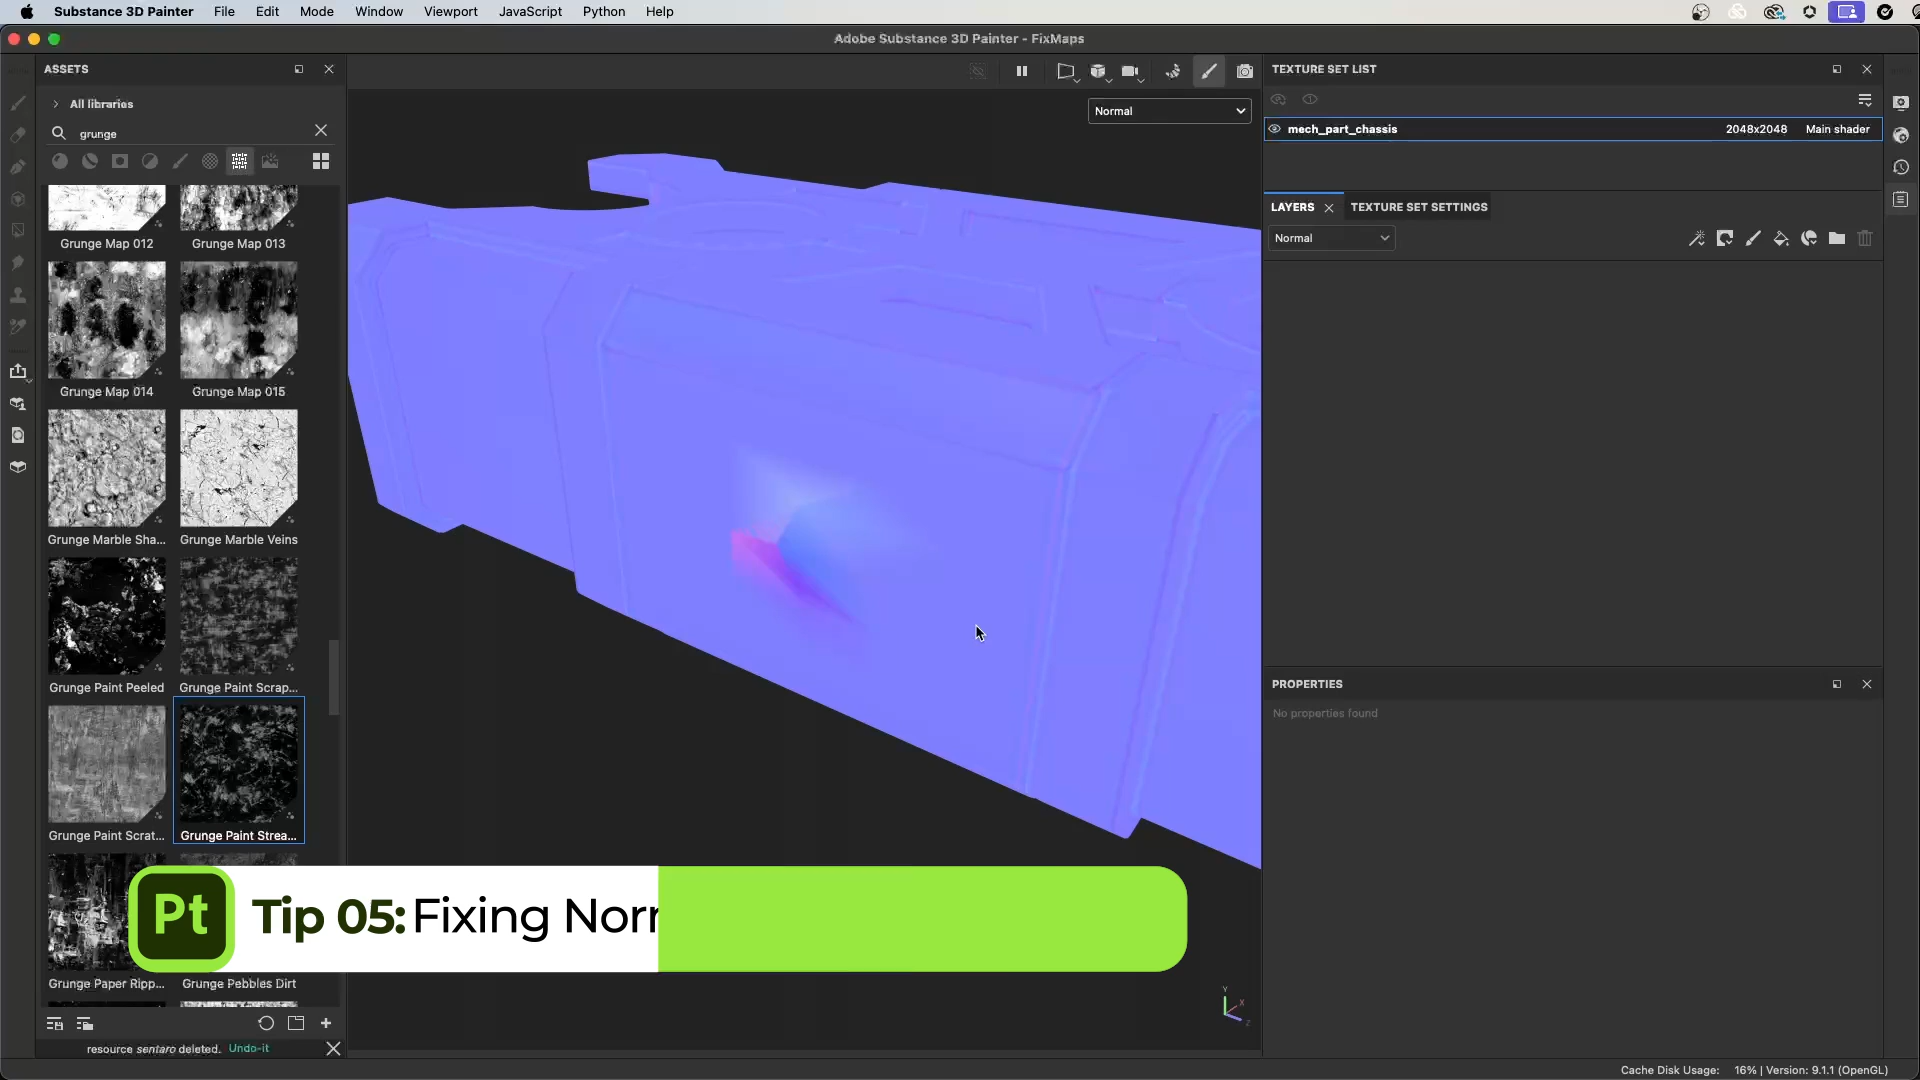 Substance 3D Painter File Edit Mode Window Viewport JavaScript Python Help
Adobe Substance 3D Painter - FixMaps
ASSETS
All libraries
grunge
Grunge Map 012
Grunge Map 013
Grunge Map 014
Grunge Map 015
Grunge Marble Sha...
Grunge Marble Veins
Grunge Paint Peeled
Grunge Paint Scrap...
Grunge Paint Scrat...
Grunge Paint Strea...
Grunge Paper Ripp...
Grunge Pebbles Dirt
resource sentaro deleted. Undo-it
Normal
Pt
Tip 05: Fixing Nor
Y
X
Z
TEXTURE SET LIST
mech_part_chassis 2048x2048 Main shader
LAYERS TEXTURE SET SETTINGS
Normal
PROPERTIES
No properties found
Cache Disk Usage: 16% | Version: 9.1.1 (OpenGL)